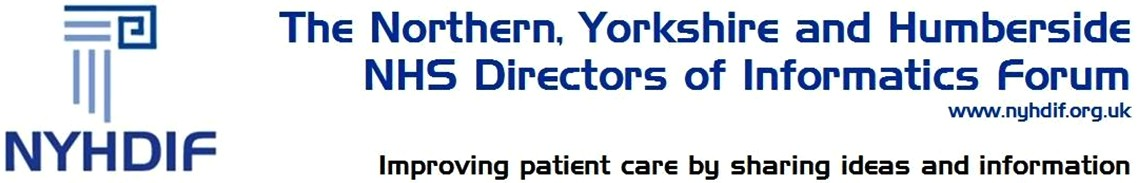 The Northern, Yorkshire and Humberside
NHS Directors of Informatics Forum
www.nyhdif.org.uk
NYHDIF
Improving patient care by sharing ideas and information